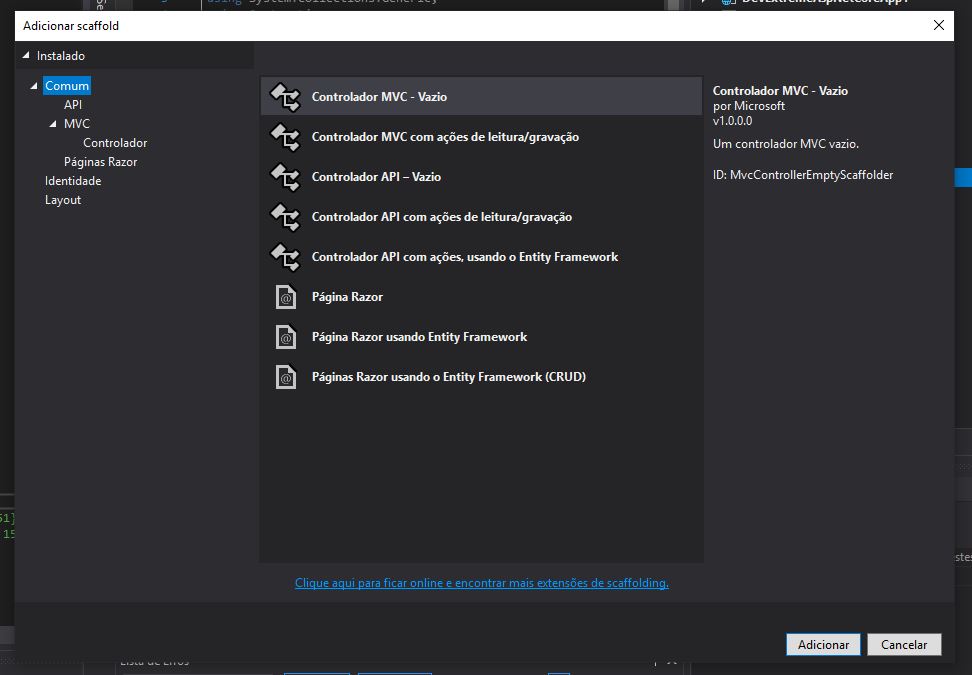 Adicionar scaffold
Instalado
Comum
API
MVC
Controlador
Páginas Razor
Identidade
Layout
Controlador MVC - Vazio
Controlador MVC com ações de leitura/gravação
Controlador API – Vazio
Controlador API com ações de leitura/gravação
Controlador API com ações, usando o Entity Framework
Página Razor
Página Razor usando Entity Framework
Páginas Razor usando o Entity Framework (CRUD)
Controlador MVC - Vazio
por Microsoft
v1.0.0.0
Um controlador MVC vazio.
ID: MvcControllerEmptyScaffolder
Clique aqui para ficar online e encontrar mais extensões de scaffolding.
Adicionar
Cancelar
Lista de Erros